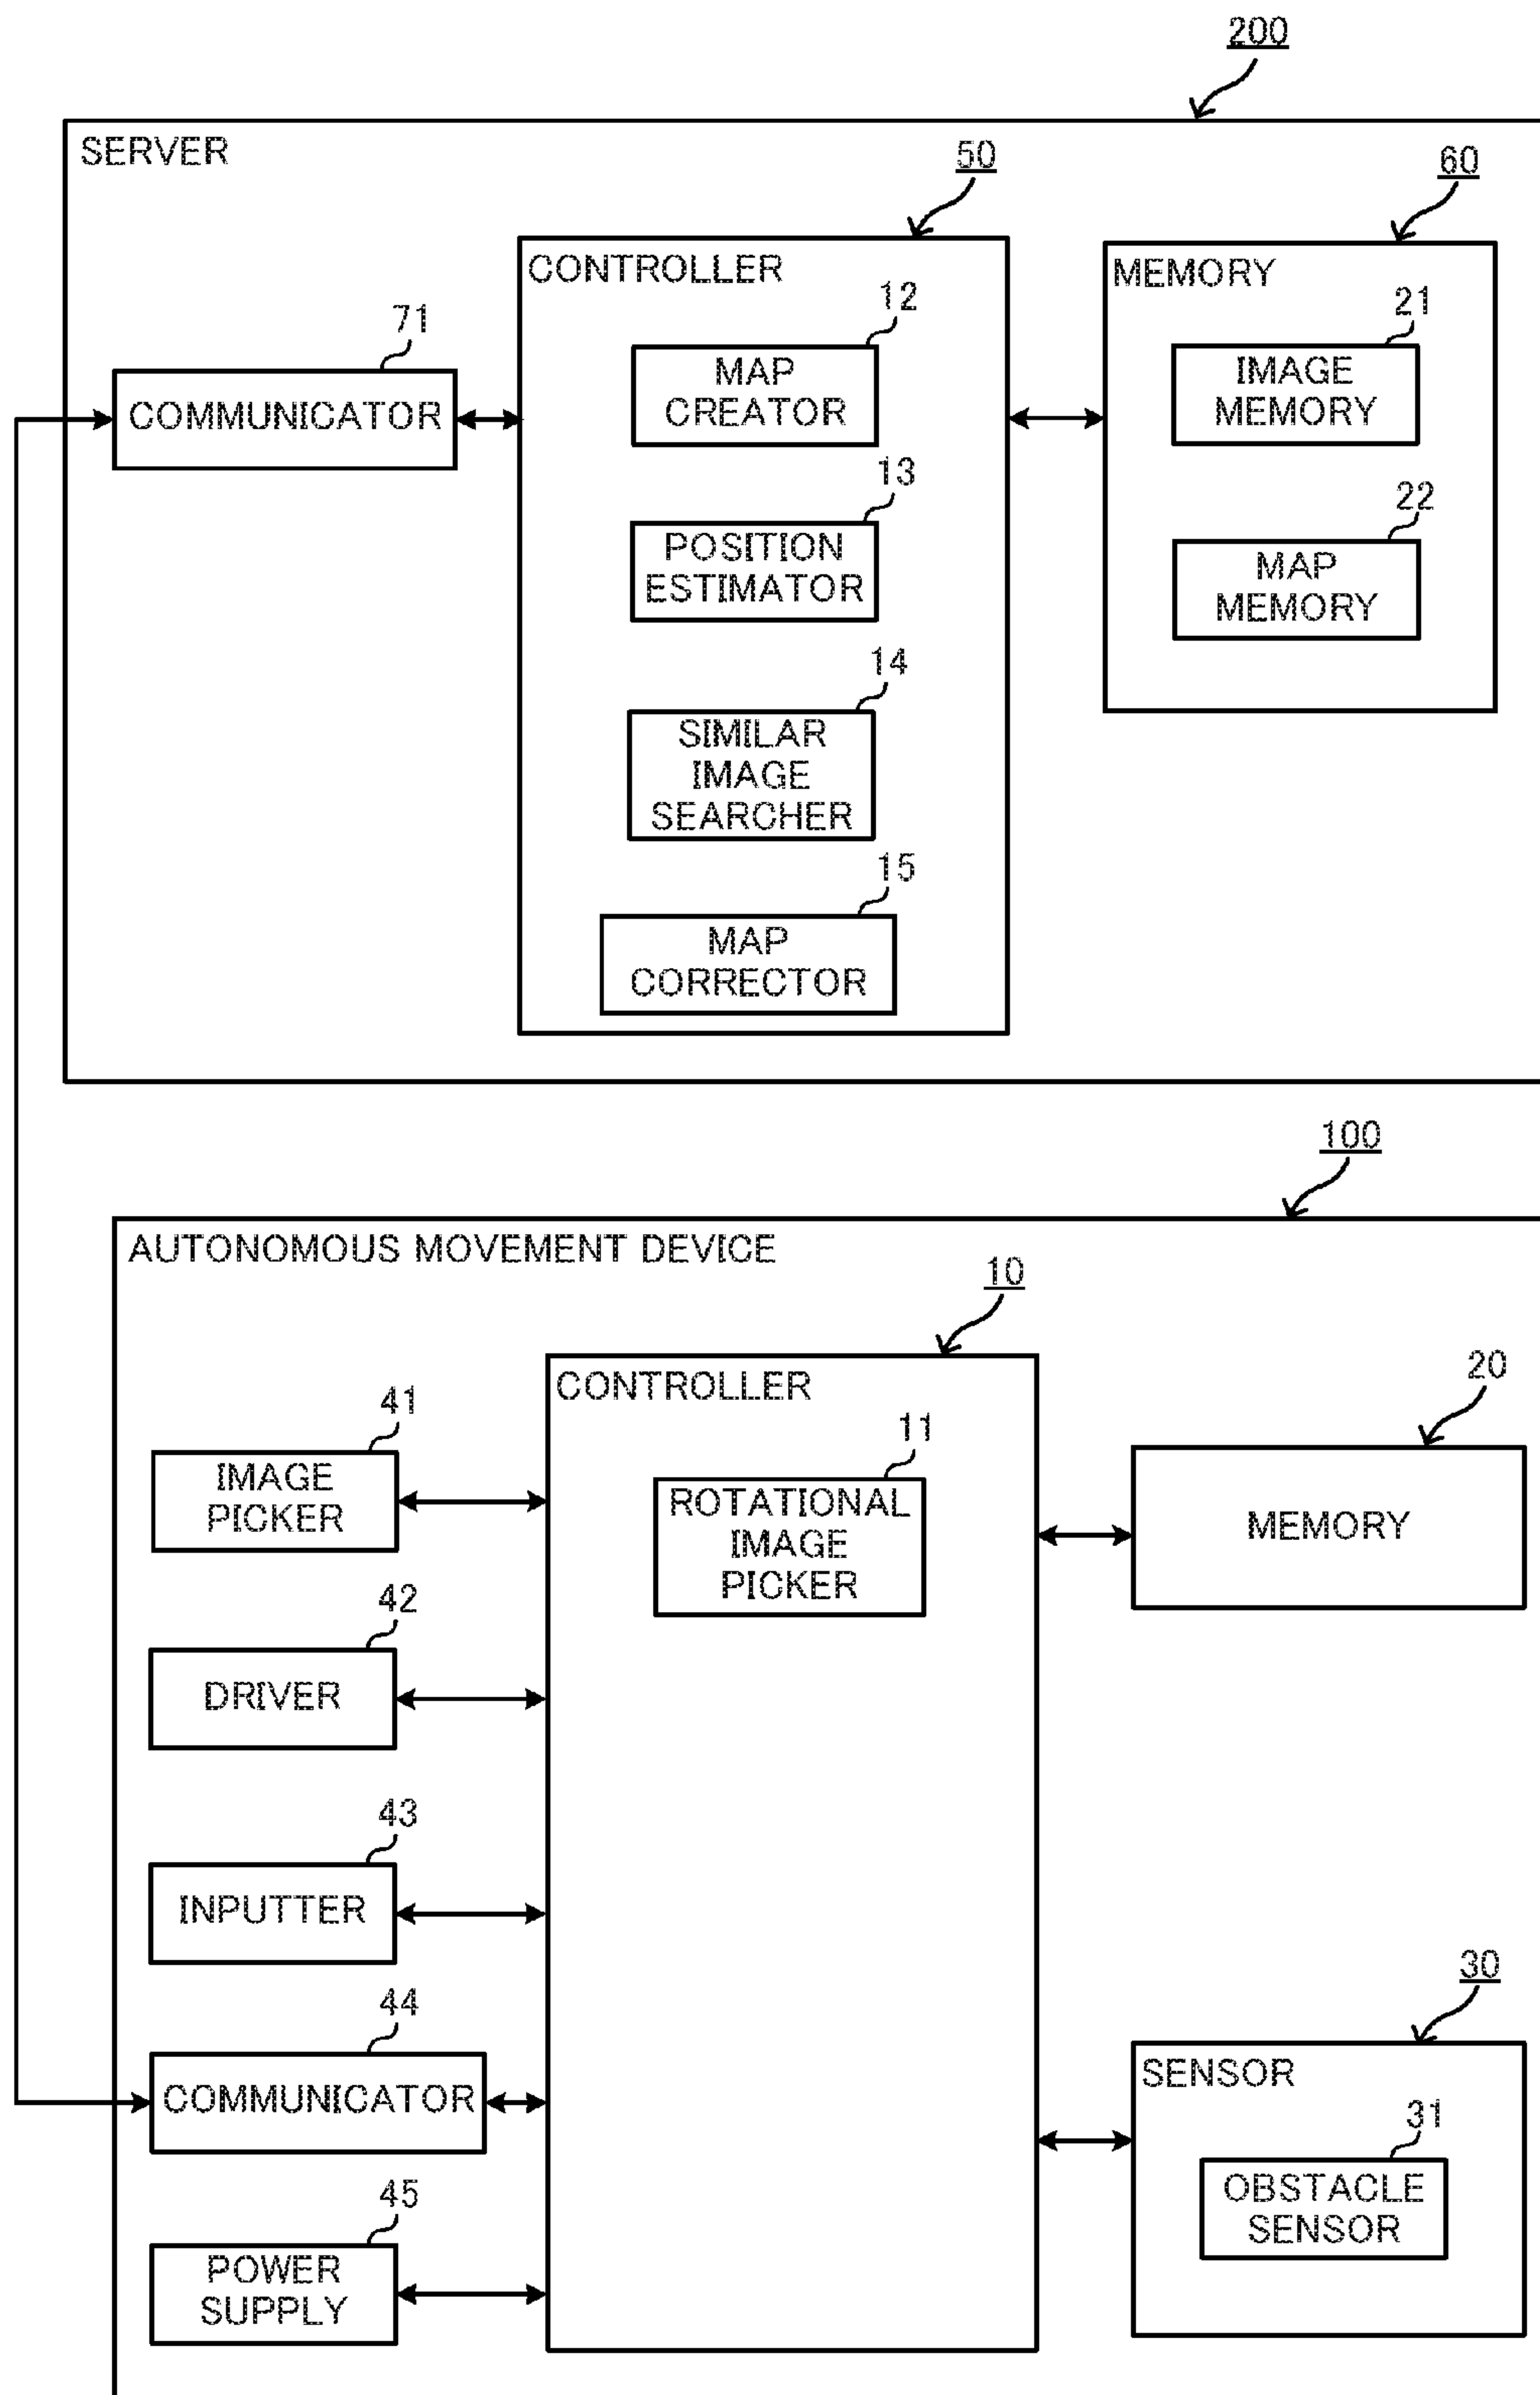 200
SERVER
50
60
CONTROLLER
MEMORY
71
COMMUNICATOR
12
MAP
CREATOR
21
IMAGE
MEMORY
13
POSITION
ESTIMATOR
22
MAP
MEMORY
14
SIMILAR
IMAGE
SEARCHER
15
MAP
CORRECTOR
100
AUTONOMOUS MOVEMENT DEVICE
10
CONTROLLER
20
MEMORY
41
IMAGE
PICKER
11
ROTATIONAL
IMAGE
PICKER
42
DRIVER
43
INPUTTER
44
COMMUNICATOR
30
SENSOR
31
OBSTACLE
SENSOR
45
POWER
SUPPLY